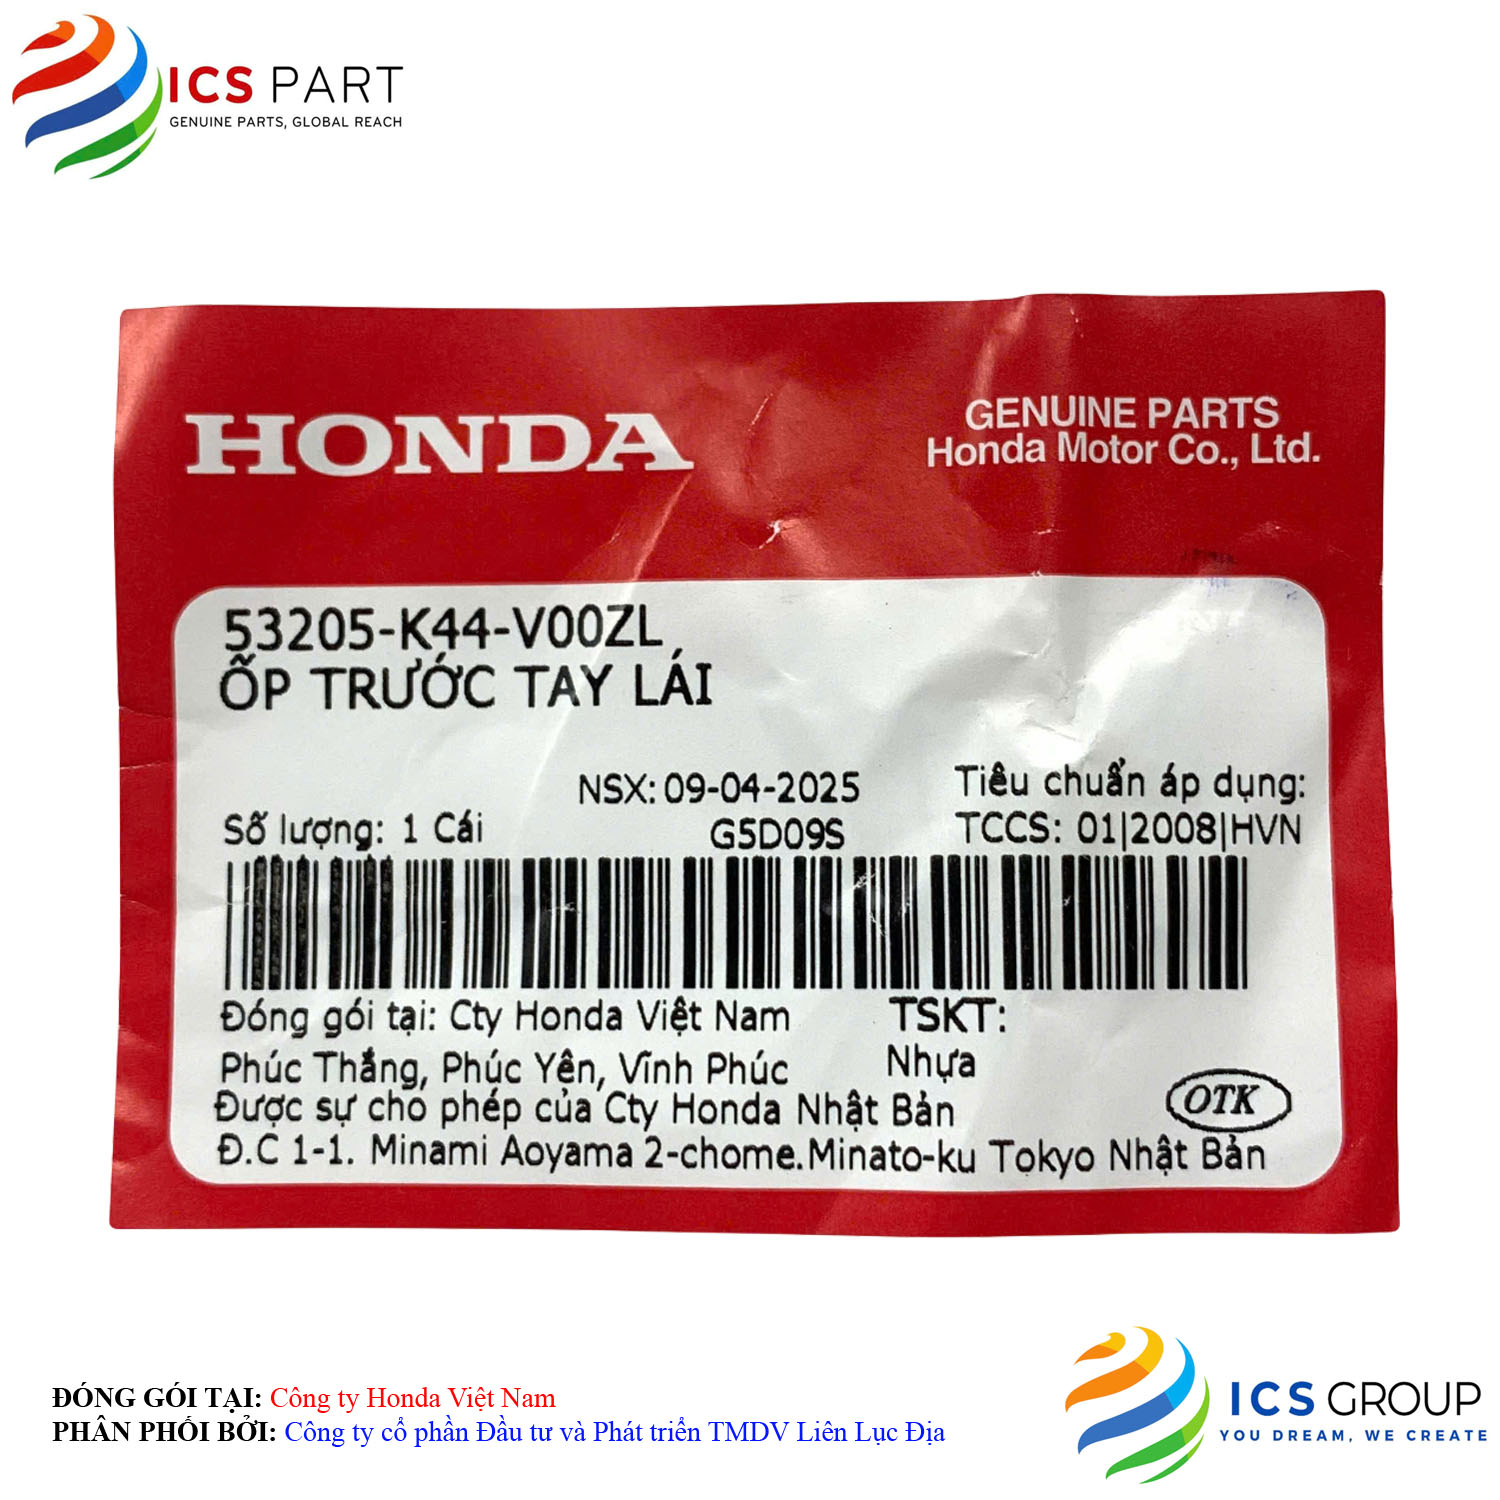 ICS PART
GENUINE PARTS, GLOBAL REACH
HONDA
GENUINE PARTS
Honda Motor Co., Ltd.
53205-K44-V00ZL
ỐP TRƯỚC TAY LÁI
NSX: 09-04-2025
Tiêu chuẩn áp dụng:
Số lượng: 1 Cái
G5D09S
TCCS: 01|2008|HVN
Đóng gói tại: Cty Honda Việt Nam
TSKT:
Phúc Thắng, Phúc Yên, Vĩnh Phúc
Nhựa
Được sự cho phép của Cty Honda Nhật Bản
OTK
Đ.C 1-1. Minami Aoyama 2-chome.Minato-ku Tokyo Nhật Bản
ĐÓNG GÓI TẠI: Công ty Honda Việt Nam
PHÂN PHỐI BỞI: Công ty cổ phần Đầu tư và Phát triển TMDV Liên Lục Địa
ICS GROUP
YOU DREAM, WE CREATE